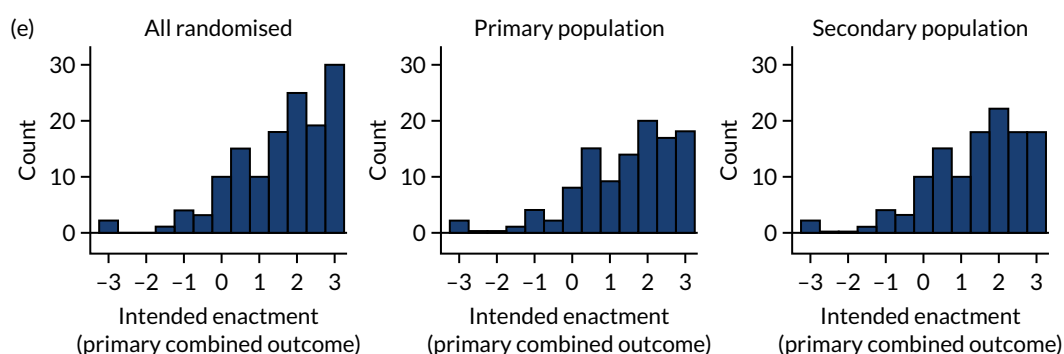 (e)
All randomised
Primary population
Secondary population
30
20
10
0
Count
−3 −2 −1 0 1 2 3
Intended enactment
(primary combined outcome)
30
20
10
0
Count
−3 −2 −1 0 1 2 3
Intended enactment
(primary combined outcome)
30
20
10
0
Count
−3 −2 −1 0 1 2 3
Intended enactment
(primary combined outcome)